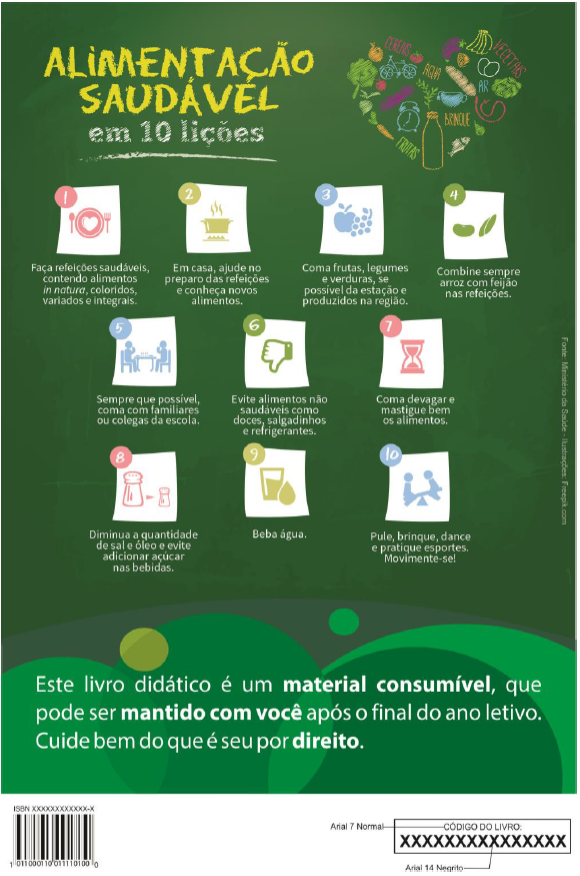 ALIMENTAÇÃO
SAUDÁVEL
em 10 lições
CEREAIS
ÁGUA
RECEITAS
AR
BRINQUE
FRUTAS
1
Faça refeições saudáveis,
contendo alimentos
in natura, coloridos,
variados e integrais.
2
Em casa, ajude no
preparo das refeições
e conheça novos
alimentos.
3
Coma frutas, legumes
e verduras, se
possível da estação e
produzidos na região.
4
Combine sempre
arroz com feijão
nas refeições.
5
Sempre que possível,
coma com familiares
ou colegas da escola.
6
Evite alimentos não
saudáveis como
doces, salgadinhos
e refrigerantes.
7
Coma devagar e
mastigue bem
os alimentos.
8
Diminua a quantidade
de sal e óleo e evite
adicionar açúcar
nas bebidas.
9
Beba água.
10
Pule, brinque, dance
e pratique esportes.
Movimente-se!
Fonte: Ministério da Saúde - Ilustrações: Freepik.com
Este livro didático é um material consumível, que
pode ser mantido com você após o final do ano letivo.
Cuide bem do que é seu por direito.
ISBN XXXXXXXXXXXX-X
1 011000110 011110100 0
Arial 7 Normal
CÓDIGO DO LIVRO:
XXXXXXXXXXXXXXX
Arial 14 Negrito